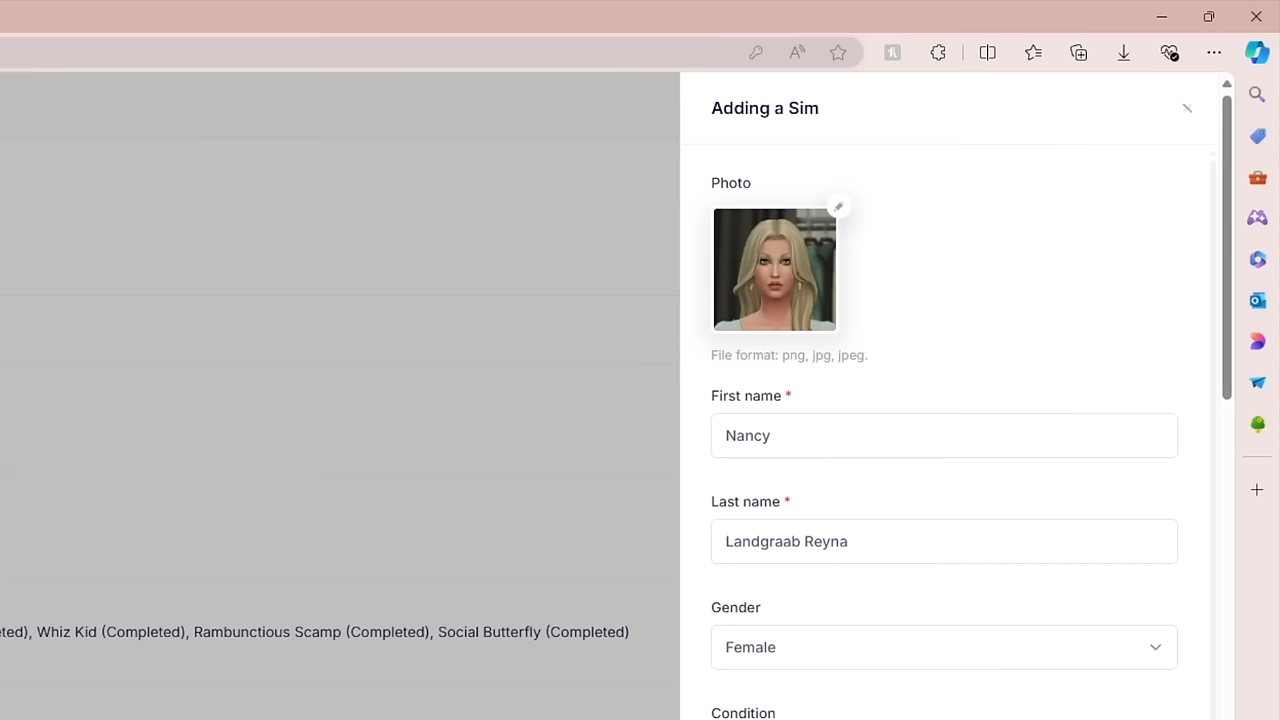 Adding a Sim
Photo
File format: png, jpg, jpeg.
First name *
Nancy
Last name *
Landgraab Reyna
Gender
Female
Condition
eted), Whiz Kid (Completed), Rambunctious Scamp (Completed), Social Butterfly (Completed)